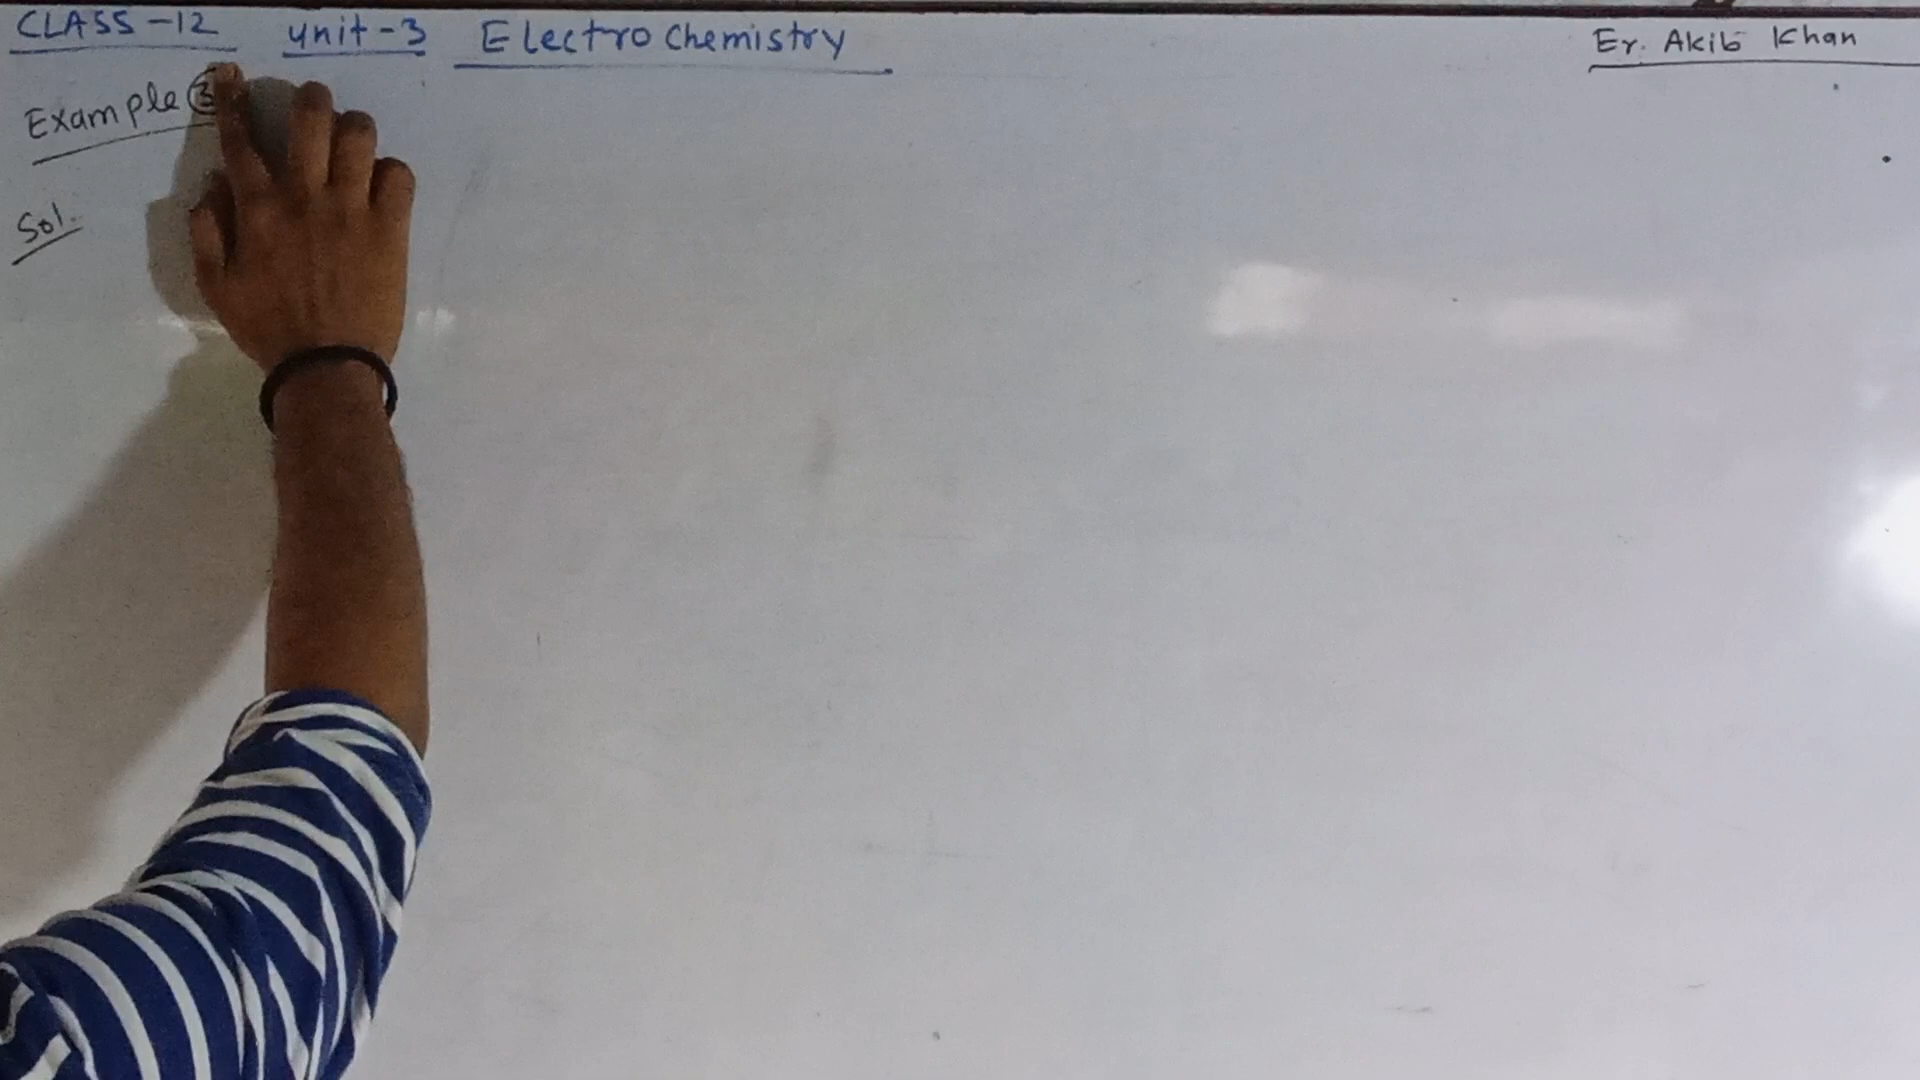 CLASS-12 unit-3 Electro Chemistry Er. Akib Khan
Example 3
Sol.